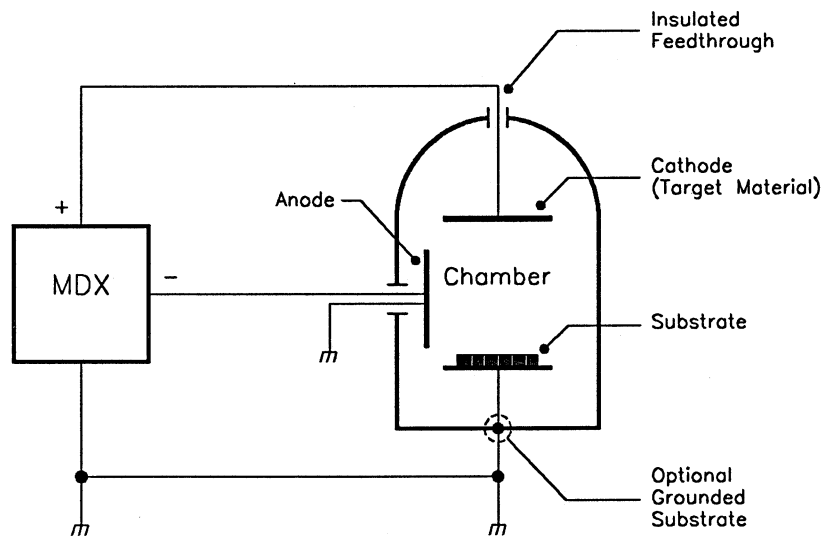 Insulated
Feedthrough
Cathode
(Target Material)
Anode
+
MDX
−
Chamber
Substrate
Optional
Grounded
Substrate